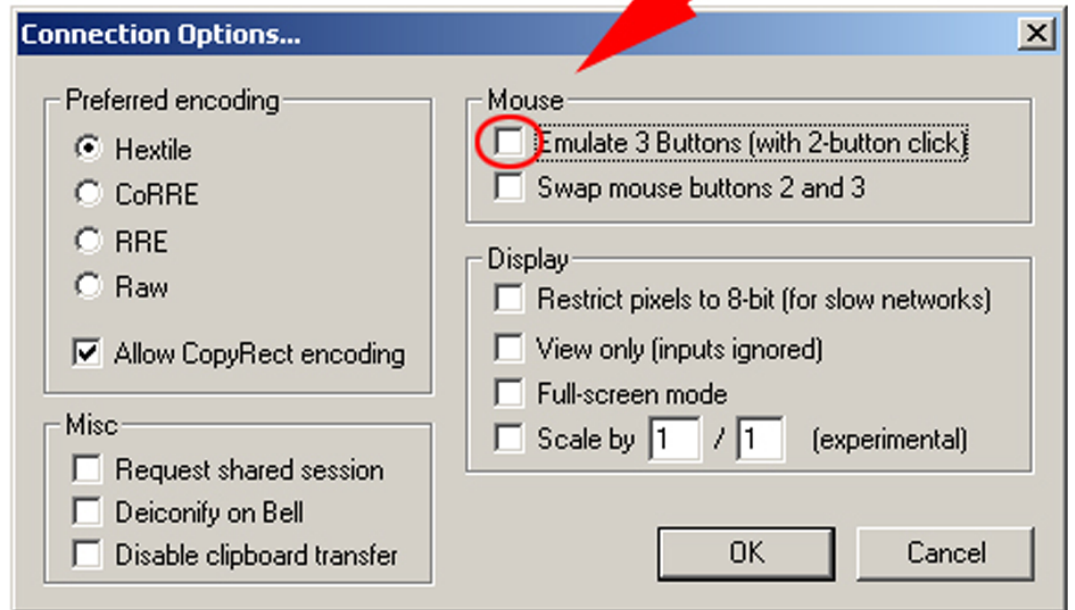 Connection Options...
Preferred encoding
Hextile
CoRRE
RRE
Raw
Allow CopyRect encoding
Misc
Request shared session
Deiconify on Bell
Disable clipboard transfer
Mouse
Emulate 3 Buttons (with 2-button click)
Swap mouse buttons 2 and 3
Display
Restrict pixels to 8-bit (for slow networks)
View only (inputs ignored)
Full-screen mode
Scale by 1 / 1 (experimental)
OK Cancel